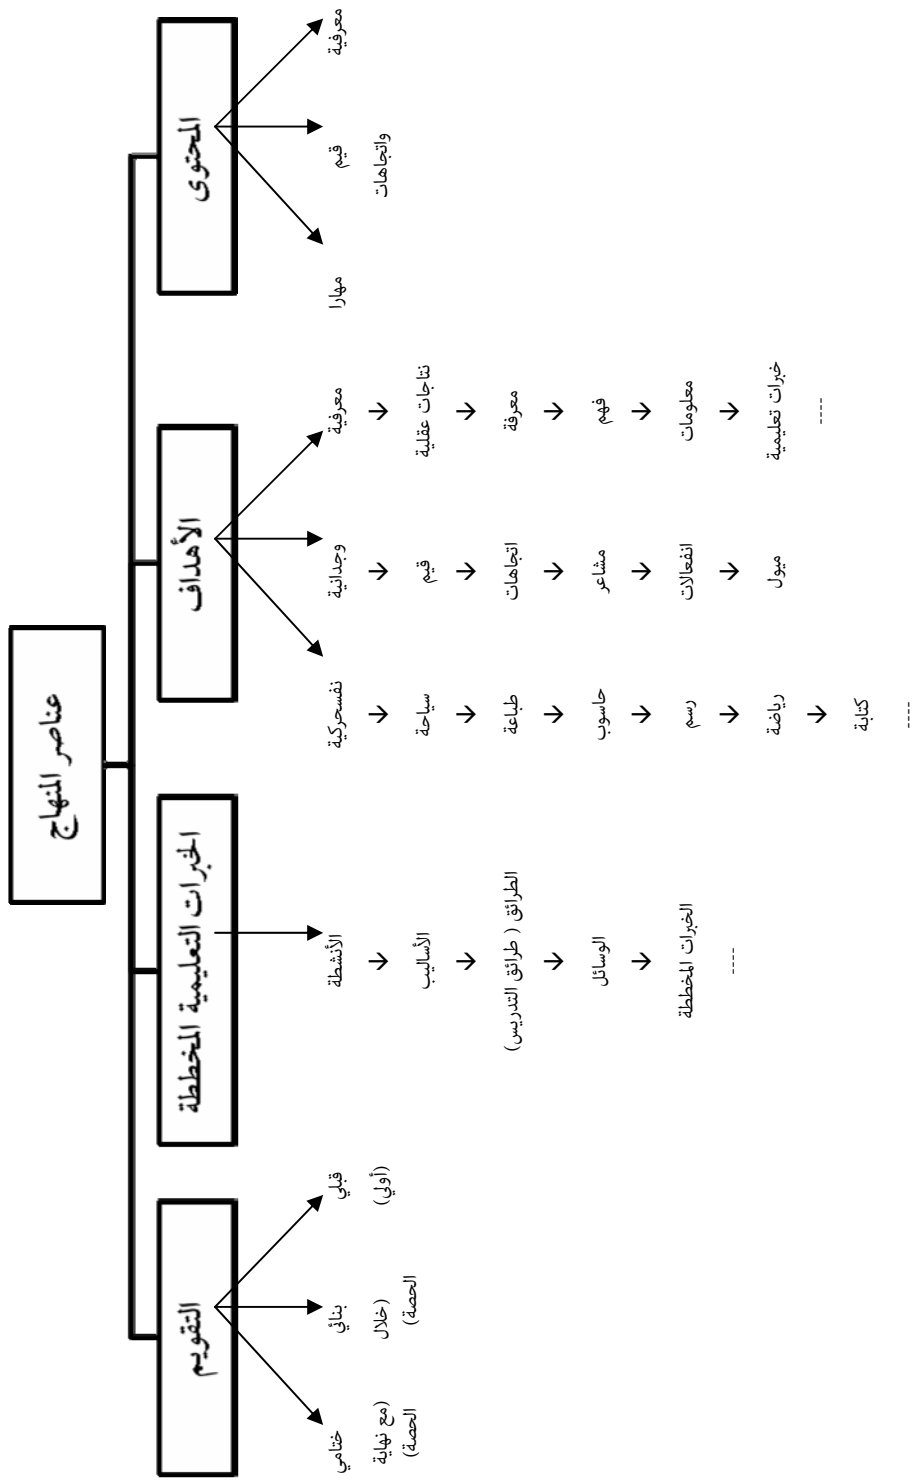 عناصر المنهاج
المحتوى
الأهداف
الخبرات التعليمية المخططة
التقويم
معرفية
قيم
واتجاهات
مهارا
معرفية
نتاجات عقلية
معرفة
فهم
معلومات
خبرات تعليمية
----
وجدانية
قيم
اتجاهات
مشاعر
انفعالات
ميول
نفسحركية
سياحة
طباعة
حاسوب
رسم
رياضة
كتابة
----
الأنشطة
الأساليب
الطرائق ( طرائق التدريس)
الوسائل
الخبرات المخططة
----
قبلي
(أولي)
بنائي
(خلال
الحصة)
ختامي
(مع نهاية
الحصة)